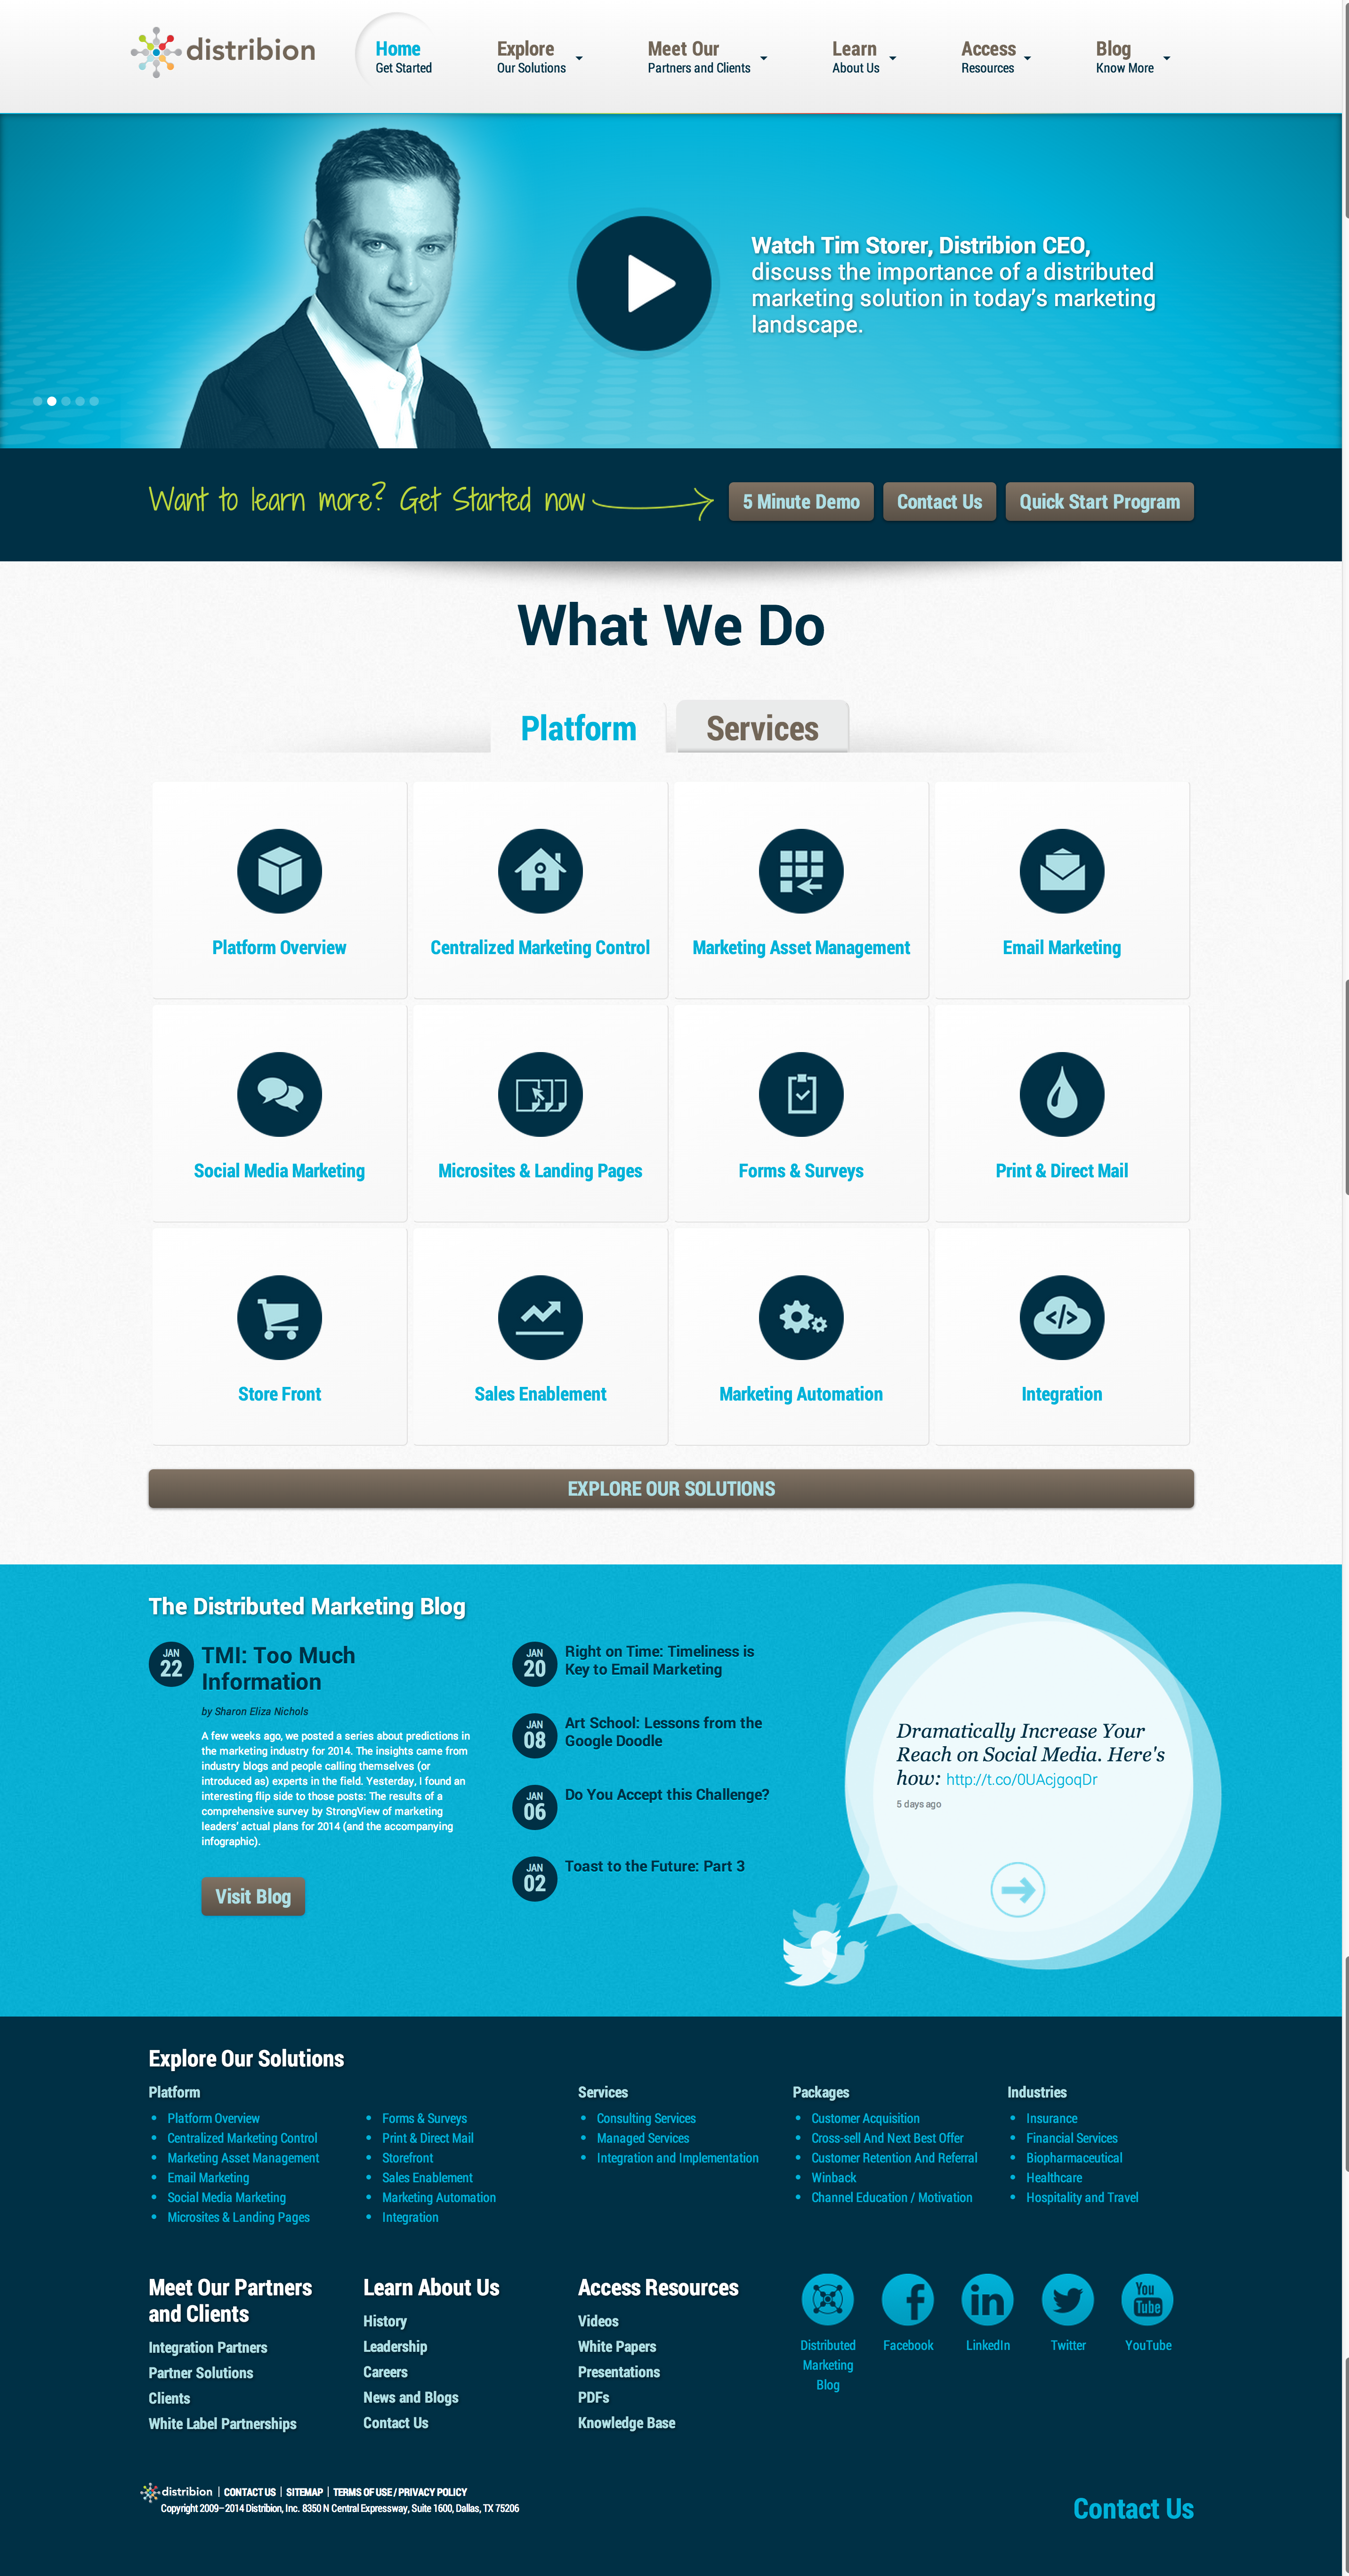 distribion
Home
Get Started
Explore
Our Solutions
Meet Our
Partners and Clients
Learn
About Us
Access
Resources
Blog
Know More
Watch Tim Storer, Distribion CEO,
discuss the importance of a distributed
marketing solution in today's marketing
landscape.
Want to learn more? Get Started now
5 Minute Demo
Contact Us
Quick Start Program
What We Do
Platform
Services
Platform Overview
Centralized Marketing Control
Marketing Asset Management
Email Marketing
Social Media Marketing
Microsites & Landing Pages
Forms & Surveys
Print & Direct Mail
Store Front
Sales Enablement
Marketing Automation
Integration
EXPLORE OUR SOLUTIONS
The Distributed Marketing Blog
JAN
22
TMI: Too Much
Information
by Sharon Eliza Nichols
A few weeks ago, we posted a series about predictions in
the marketing industry for 2014. The insights came from
industry blogs and people calling themselves (or
introduced as) experts in the field. Yesterday, I found an
interesting flip side to those posts: The results of a
comprehensive survey by StrongView of marketing
leaders' actual plans for 2014 (and the accompanying
infographic).
Visit Blog
JAN
20
Right on Time: Timeliness is
Key to Email Marketing
JAN
08
Art School: Lessons from the
Google Doodle
JAN
06
Do You Accept this Challenge?
JAN
02
Toast to the Future: Part 3
Dramatically Increase Your
Reach on Social Media. Here's
how: http://t.co/0UAcjgoqDr
5 days ago
Explore Our Solutions
Platform
Platform Overview
Centralized Marketing Control
Marketing Asset Management
Email Marketing
Social Media Marketing
Microsites & Landing Pages
Forms & Surveys
Print & Direct Mail
Storefront
Sales Enablement
Marketing Automation
Integration
Services
Consulting Services
Managed Services
Integration and Implementation
Packages
Customer Acquisition
Cross-sell And Next Best Offer
Customer Retention And Referral
Winback
Channel Education / Motivation
Industries
Insurance
Financial Services
Biopharmaceutical
Healthcare
Hospitality and Travel
Meet Our Partners
and Clients
Integration Partners
Partner Solutions
Clients
White Label Partnerships
Learn About Us
History
Leadership
Careers
News and Blogs
Contact Us
Access Resources
Videos
White Papers
Presentations
PDFs
Knowledge Base
Distributed
Marketing
Blog
f
Facebook
in
LinkedIn
Twitter
You
Tube
YouTube
distribion | CONTACT US | SITEMAP | TERMS OF USE / PRIVACY POLICY
Copyright 2009–2014 Distribion, Inc. 8350 N Central Expressway, Suite 1600, Dallas, TX 75206
Contact Us